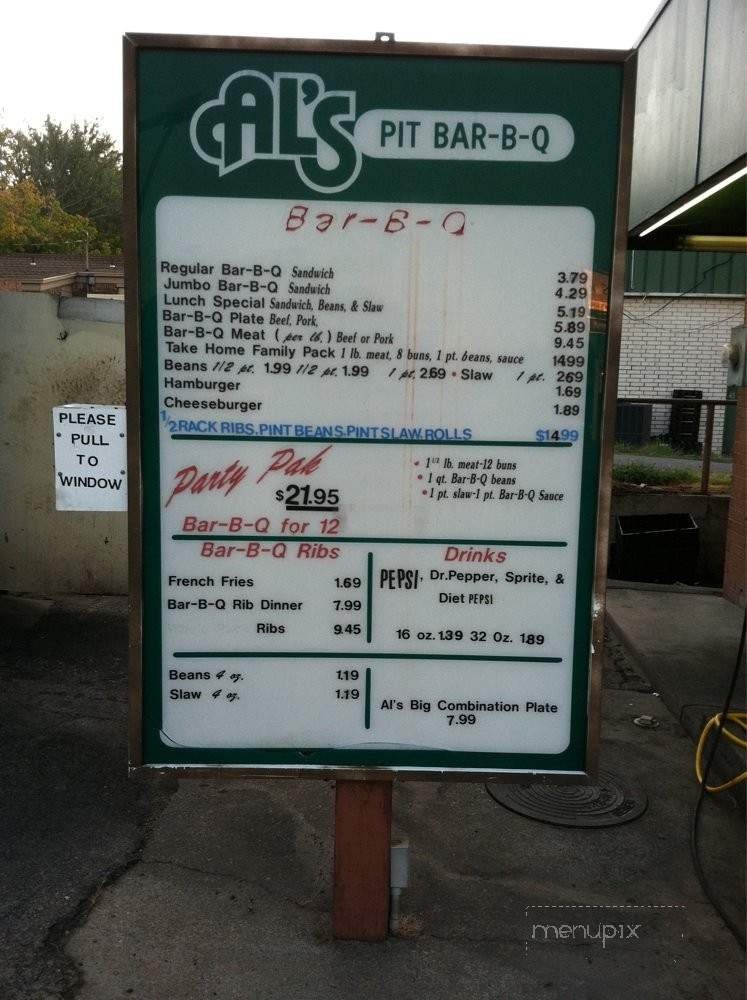 AL'S PIT BAR-B-Q
Bar-B-Q
Regular Bar-B-Q Sandwich 3.79
Jumbo Bar-B-Q Sandwich 4.29
Lunch Special Sandwich, Beans, & Slaw 5.19
Bar-B-Q Plate Beef, Pork, 5.89
Bar-B-Q Meat (per lb.) Beef or Pork 9.45
Take Home Family Pack 1 lb. meat, 8 buns, 1 pt. beans, sauce 1499
Beans 1/2 pt. 1.99 1/2 pt. 1.99 1 pt. 2.69 • Slaw 1 pt. 269
Hamburger 1.69
Cheeseburger 1.89
1/2 RACK RIBS, PINT BEANS-PINT SLAW, ROLLS $14.99
Party Pak
$21.95
Bar-B-Q for 12
• 1 1/2 lb. meat-12 buns
• 1 qt. Bar-B-Q beans
• 1 pt. slaw-1 pt. Bar-B-Q Sauce
Bar-B-Q Ribs
French Fries 1.69
Bar-B-Q Rib Dinner 7.99
Ribs 9.45
Drinks
PEPSI, Dr.Pepper, Sprite, &
Diet PEPSI
16 oz. 1.39 32 Oz. 1.89
Beans 4 oz. 1.19
Slaw 4 oz. 1.19
Al's Big Combination Plate
7.99
PLEASE
PULL
TO
WINDOW
menupix